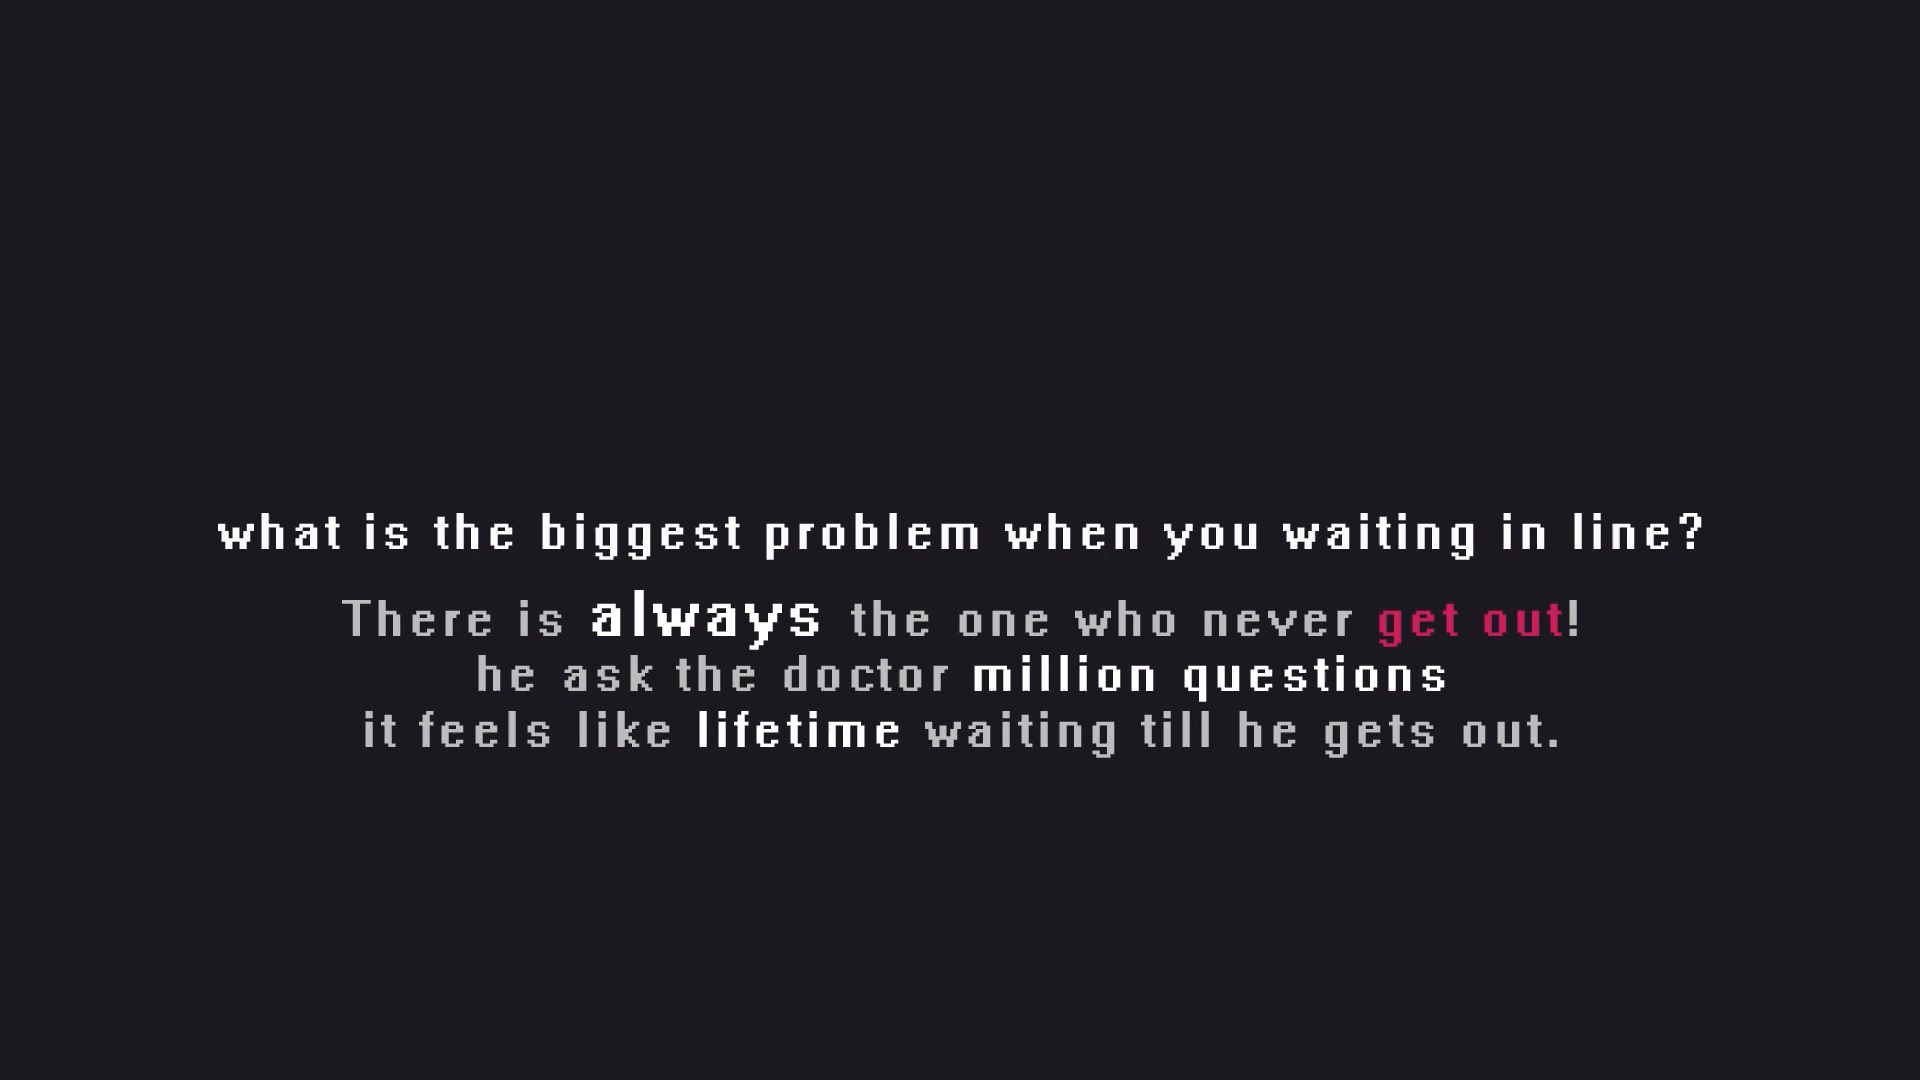 what is the biggest problem when you waiting in line?
There is always the one who never get out!
he ask the doctor million questions
it feels like lifetime waiting till he gets out.